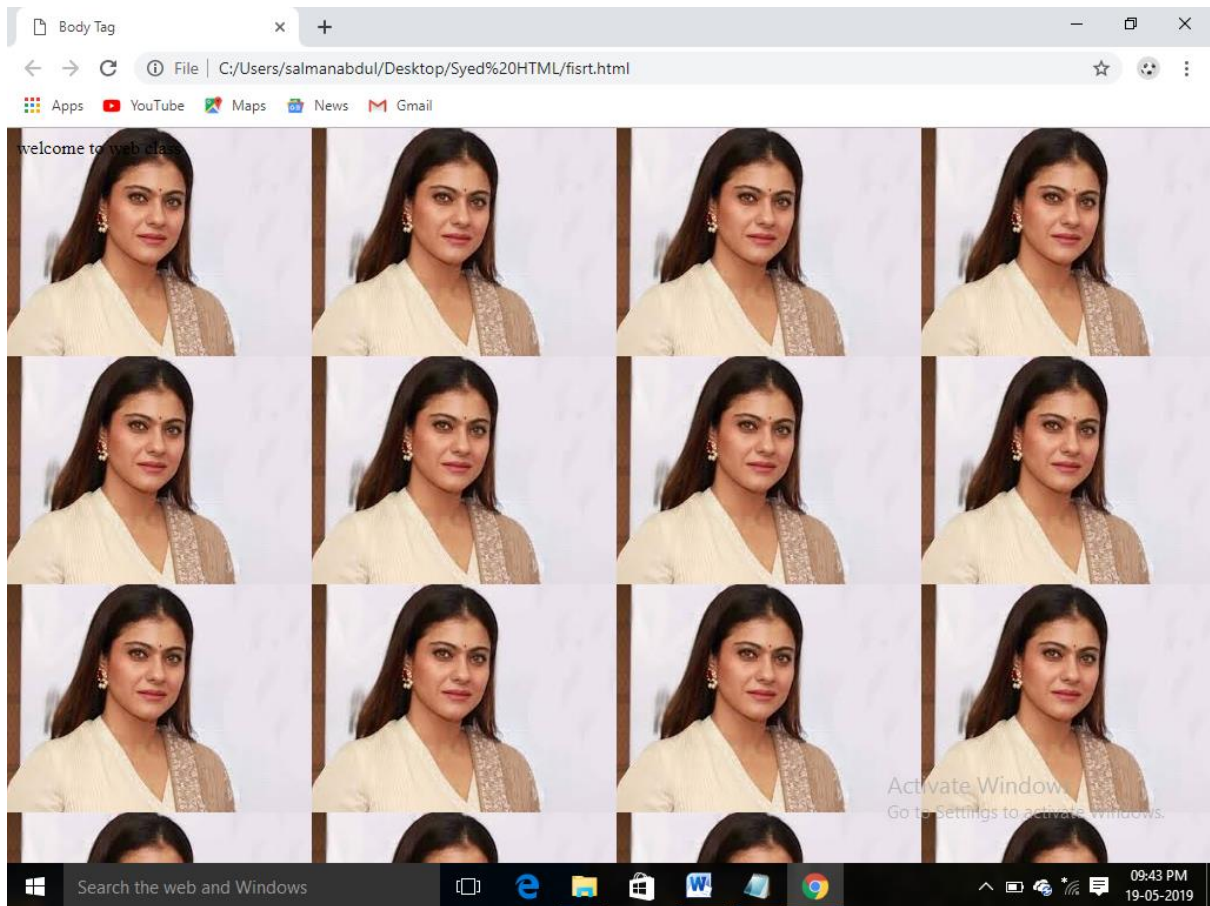 Body Tag
File C:/Users/salmanabdul/Desktop/Syed%20HTML/fisrt.html
Apps YouTube Maps News Gmail
welcome to web class
Activate Windows
Go to Settings to activate Windows.
Search the web and Windows
09:43 PM
19-05-2019